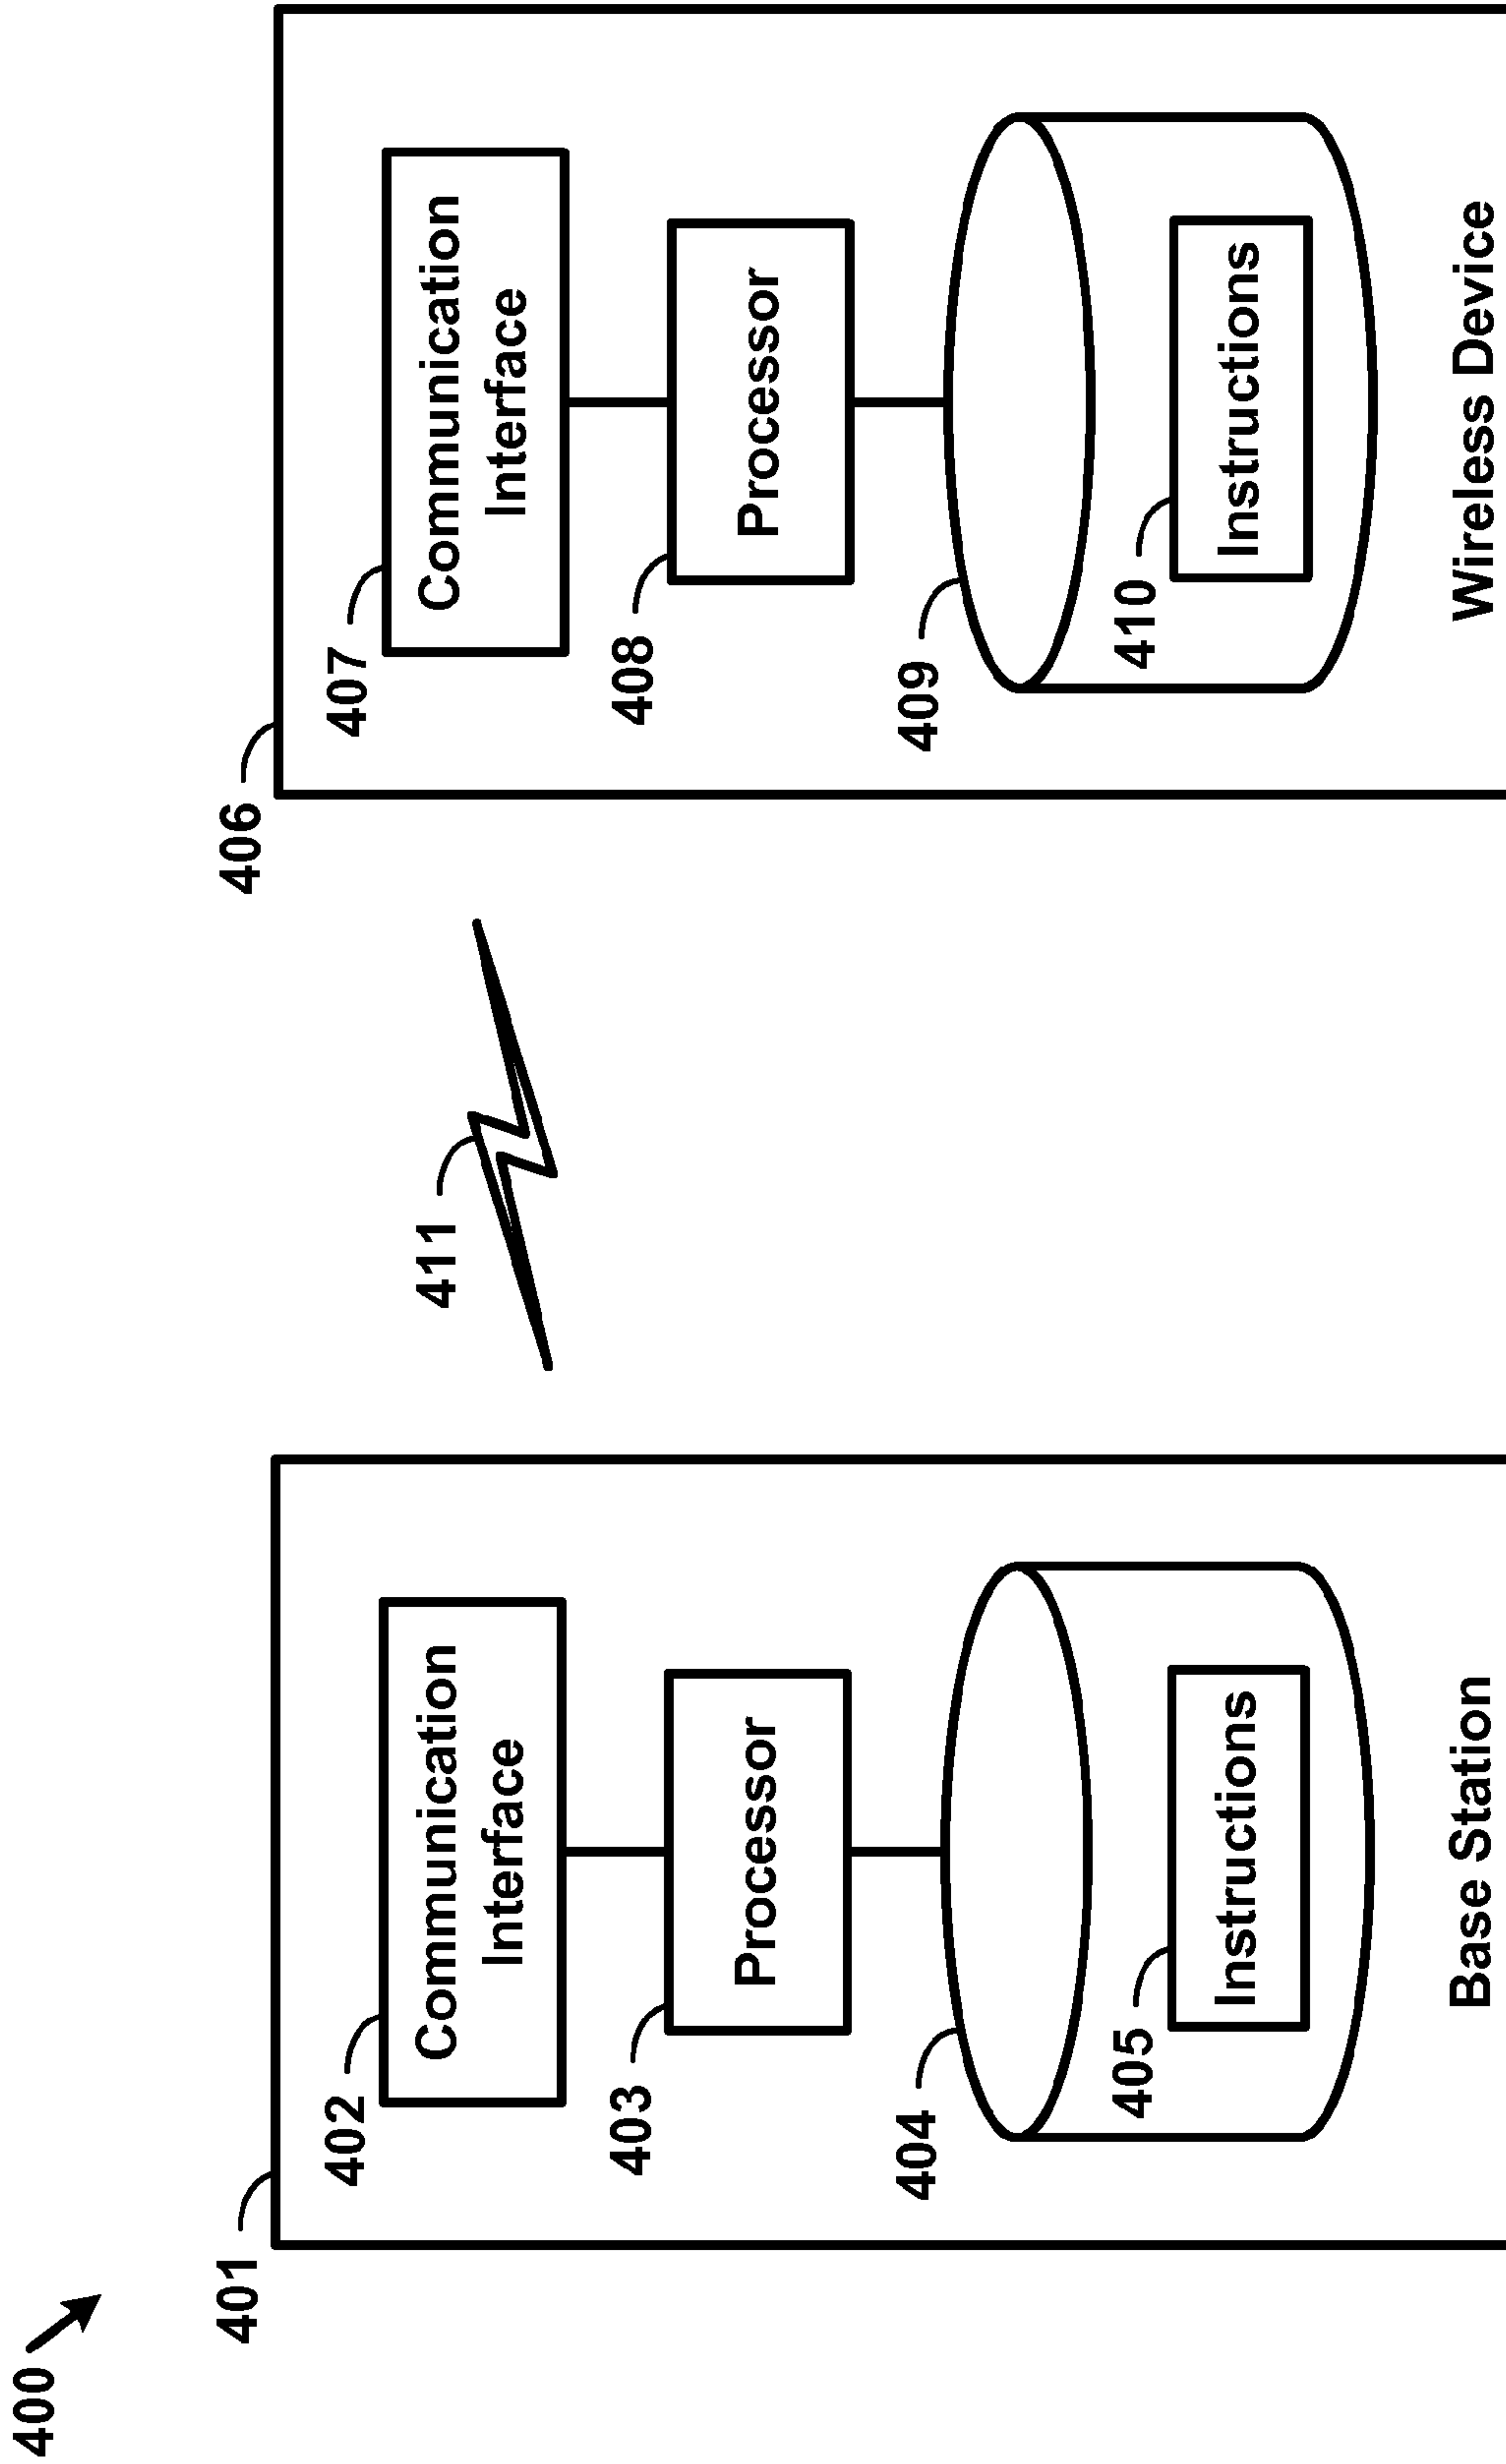 400
401
402
Communication
Interface
403
Processor
404
405
Instructions
Base Station
411
406
407
Communication
Interface
408
Processor
409
410
Instructions
Wireless Device